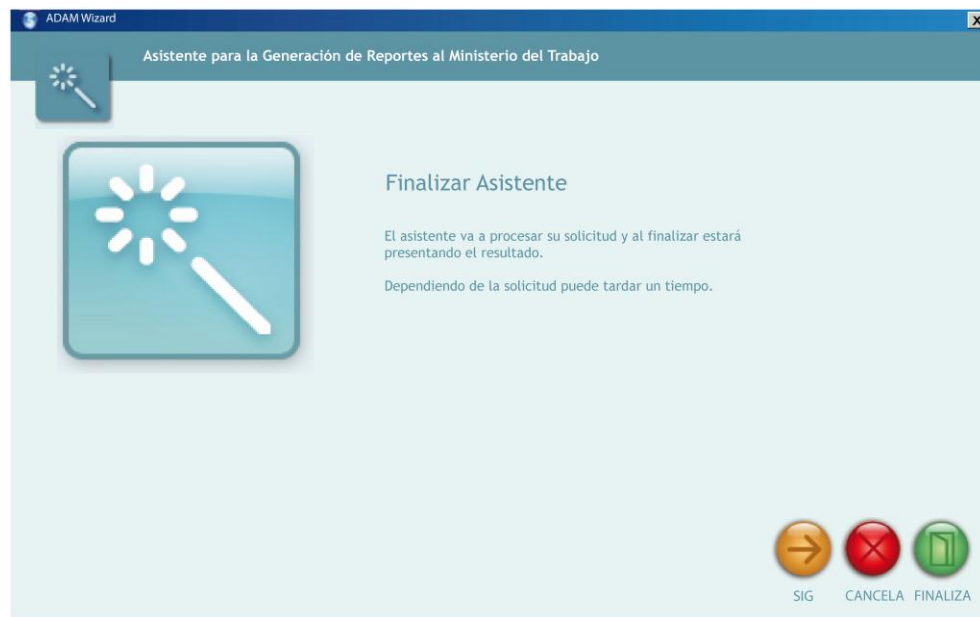 ADAM Wizard
X
Asistente para la Generación de Reportes al Ministerio del Trabajo
Finalizar Asistente
El asistente va a procesar su solicitud y al finalizar estará
presentando el resultado.
Dependiendo de la solicitud puede tardar un tiempo.
SIG CANCELA FINALIZA